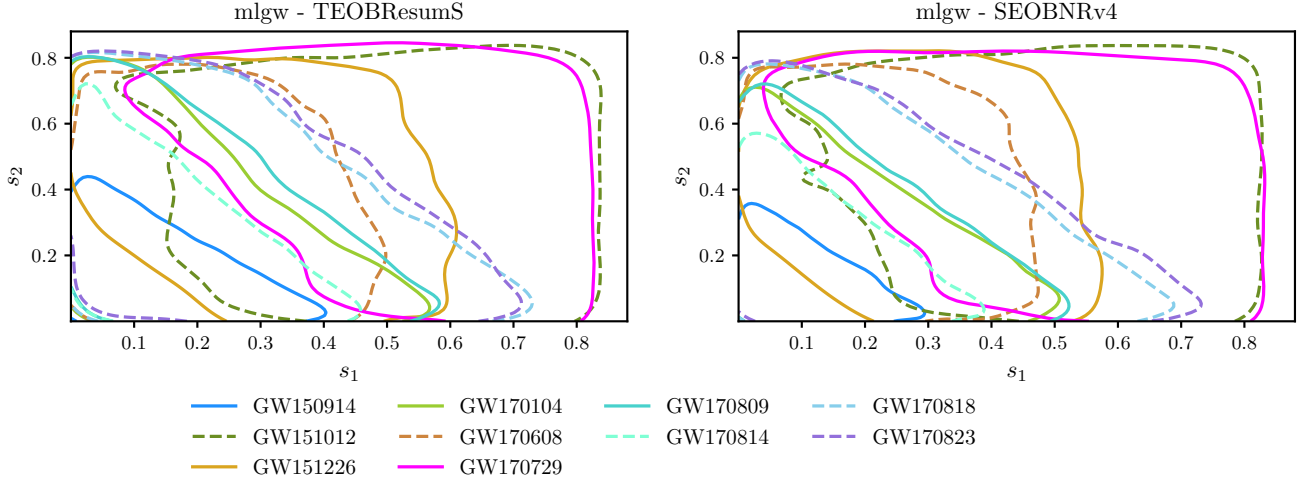 mlgw - TEOBResumS
mlgw - SEOBNRv4
0.8
0.6
0.4
0.2
s₂
0.1 0.2 0.3 0.4 0.5 0.6 0.7 0.8
s₁
0.8
0.6
0.4
0.2
s₂
0.1 0.2 0.3 0.4 0.5 0.6 0.7 0.8
s₁
GW150914 GW170104 GW170809 GW170818
GW151012 GW170608 GW170814 GW170823
GW151226 GW170729